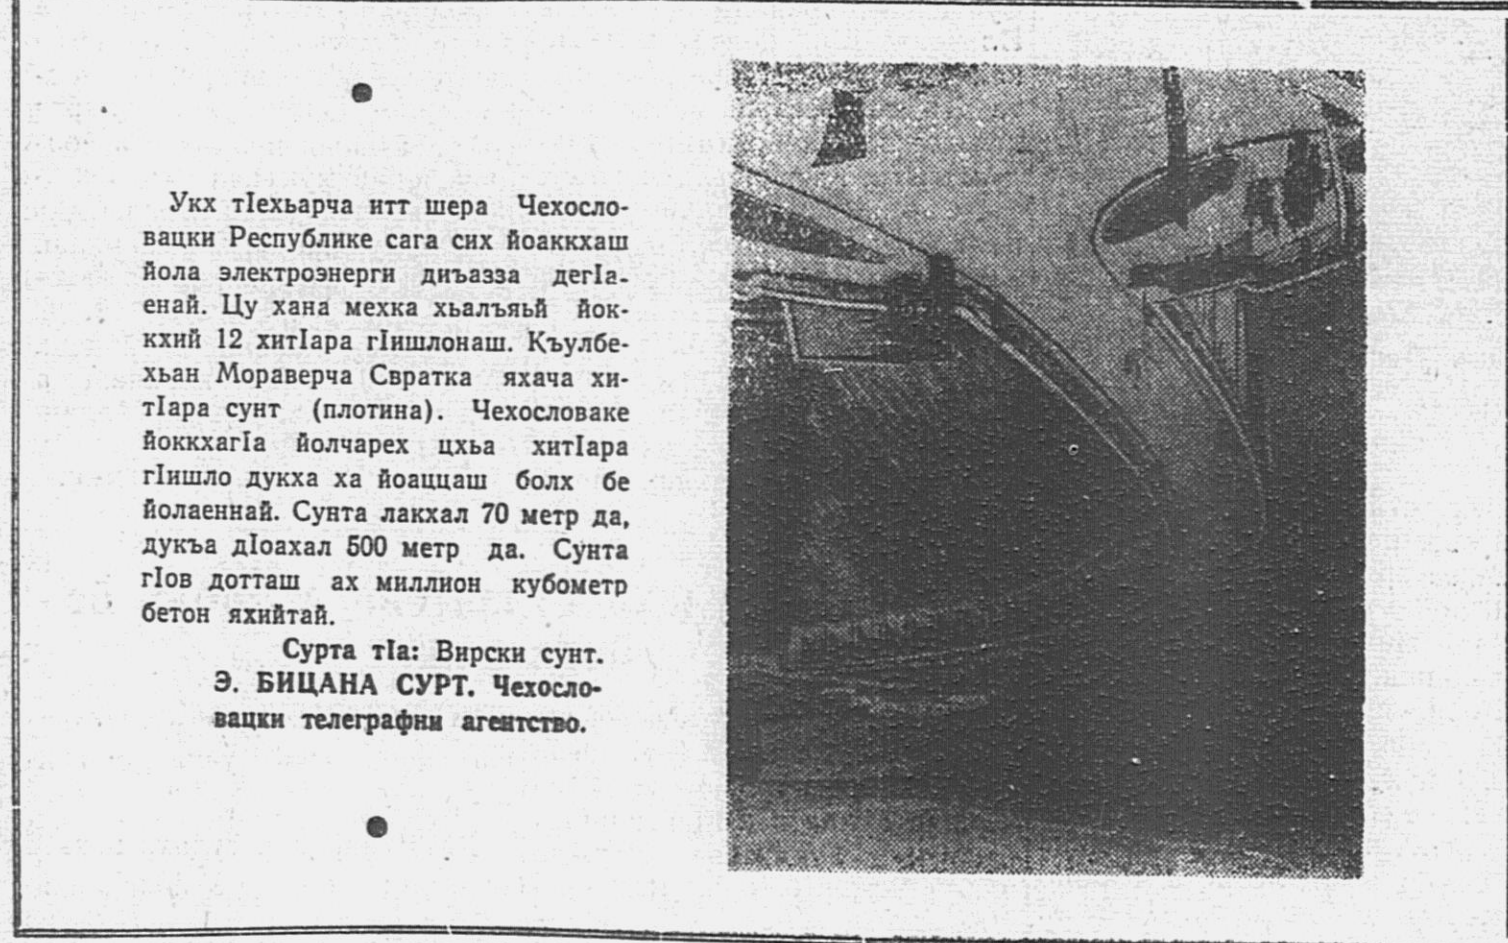 Укх тӀехьарча итт шера Чехосло-
вацки Республике сага сих йоаккхаш
йола электроэнерги диъазза дегӀа-
енай. Цу хана мехка хьалъяьй йок-
кхий 12 хитӀара гӀишлонаш. Къулбе-
хьан Мораверча Свратка яхача хи-
тӀара сунт (плотина). Чехословаке
йоккхагӀа йолчарех цхьа хитӀара
гӀишло дукха ха йоаццаш болх бе
йолаеннай. Сунта лакхал 70 метр да,
дукъа дӀоахал 500 метр да. Сунта
гӀов дотташ ах миллион кубометр
бетон яхийтай.
Сурта тӀа: Вирски сунт.
Э. БИЦАНА СУРТ. Чехосло-
вацки телеграфни агентство.